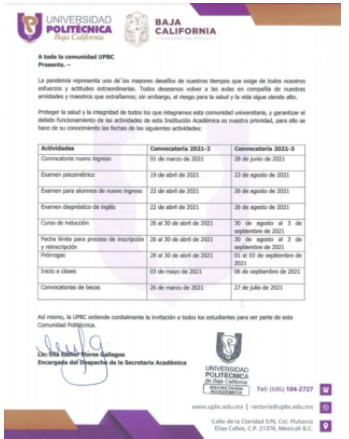 UNIVERSIDAD
POLITÉCNICA
Baja California
BAJA
CALIFORNIA
A toda la comunidad UPBC
Presente. --
La pandemia representa uno de los mayores desafíos de nuestros tiempos que exige de todos nosotros
esfuerzos y actitudes extraordinarias. Todos deseamos volver a las aulas en compañía de nuestras
amistades y maestros que extrañamos; sin embargo, el riesgo para la salud y la vida sigue siendo alto.
Proteger la salud y la integridad de todos los que integramos esta comunidad universitaria, y garantizar el
debido funcionamiento de las actividades de esta Institución Académica es nuestra prioridad, para ello se
hace de su conocimiento las fechas de las siguientes actividades:
Actividades Convocatoria 2021-2 Convocatoria 2021-3
Convocatoria nuevo ingreso 01 de marzo de 2021 28 de junio de 2021
Examen psicométrico 19 de abril de 2021 23 de agosto de 2021
Examen para alumnos de nuevo ingreso 22 de abril de 2021 26 de agosto de 2021
Examen diagnóstico de inglés 22 de abril de 2021 26 de agosto de 2021
Curso de inducción 26 al 30 de abril de 2021 30 de agosto al 3 de
septiembre de 2021
Fecha límite para proceso de inscripción 26 al 30 de abril de 2021 30 de agosto al 3 de
y reinscripción septiembre de 2021
Prórrogas 28 al 30 de abril de 2021 01 al 03 de septiembre de
2021
Inicio a clases 03 de mayo de 2021 06 de septiembre de 2021
Convocatorias de becas 26 de marzo de 2021 27 de julio de 2021
Así mismo, la UPBC extiende cordialmente la invitación a todos los estudiantes para ser parte de esta
Comunidad Politécnica.
Lic. Elia Esther Flores Gallegos
Encargado del Despacho de la Secretaría Académica
UNIVERSIDAD
POLITÉCNICA
de Baja California
SECRETARÍA
ACADÉMICA
Tel: (686) 104-2727
www.upbc.edu.mx | rectoria@upbc.edu.mx
Calle de la Claridad S/N, Col. Plutarco
Elías Calles, C.P. 21376, Mexicali B.C.